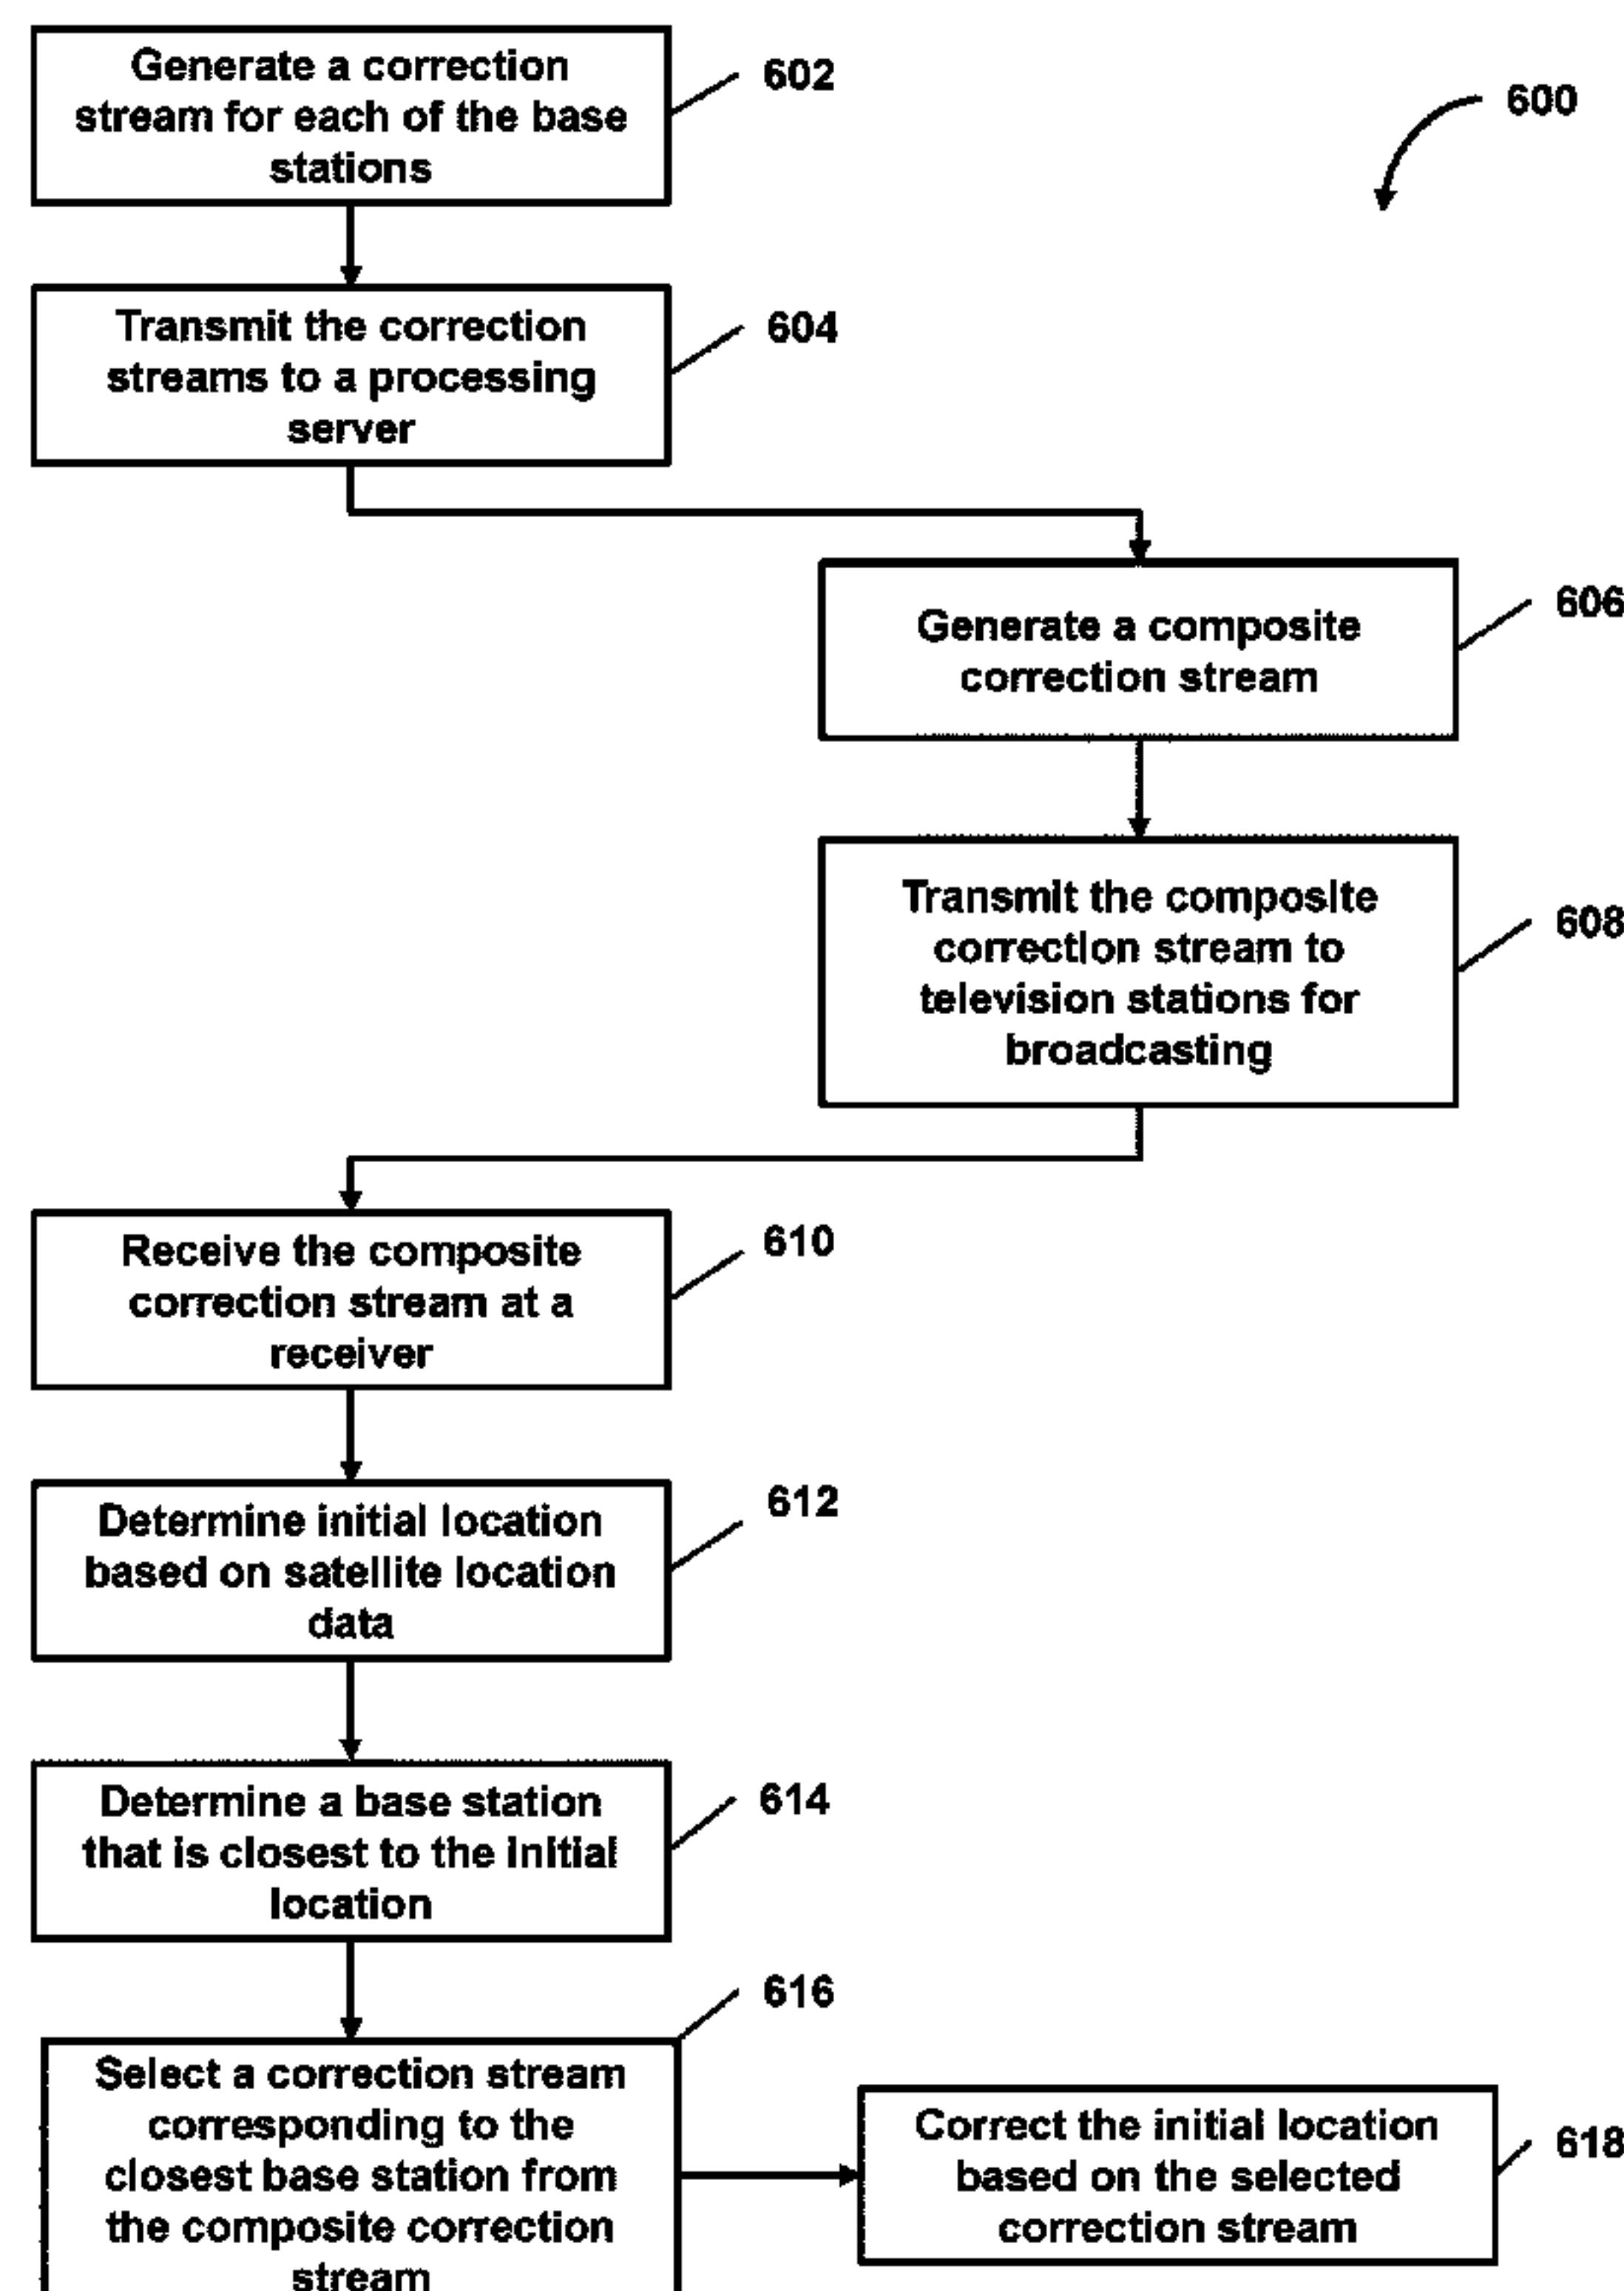 Generate a correction
stream for each of the base
stations
602
600
Transmit the correction
streams to a processing
server
604
Generate a composite
correction stream
606
Transmit the composite
correction stream to
television stations for
broadcasting
608
Receive the composite
correction stream at a
receiver
610
Determine initial location
based on satellite location
data
612
Determine a base station
that is closest to the initial
location
614
616
Select a correction stream
corresponding to the
closest base station from
the composite correction
stream
Correct the initial location
based on the selected
correction stream
618